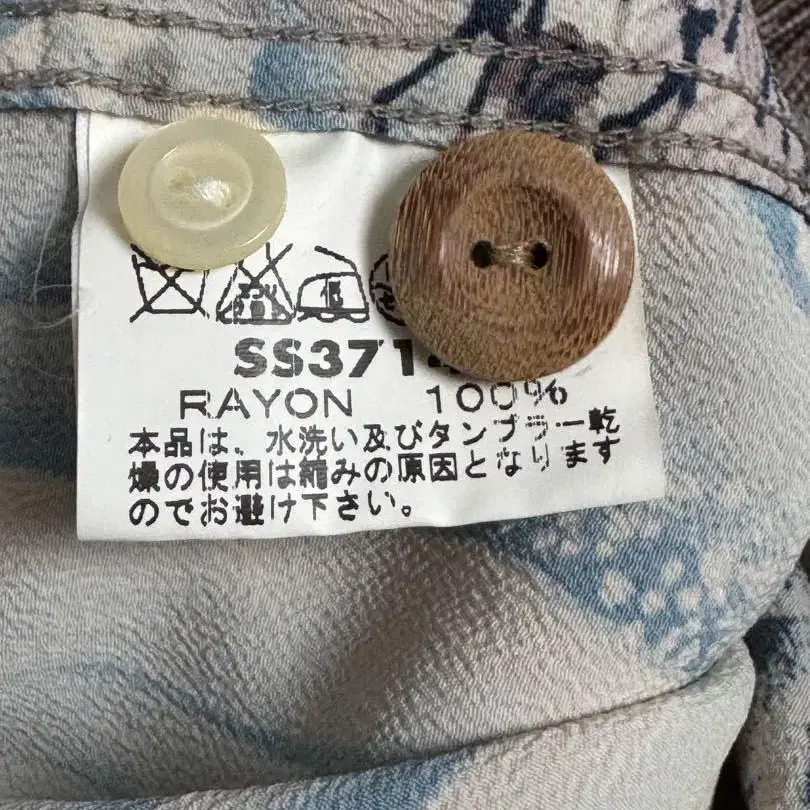 低
SS371
RAYON 100%
本品は、水洗い及びタンブラー乾
燥の使用は縮みの原因となります
のでお避け下さい。